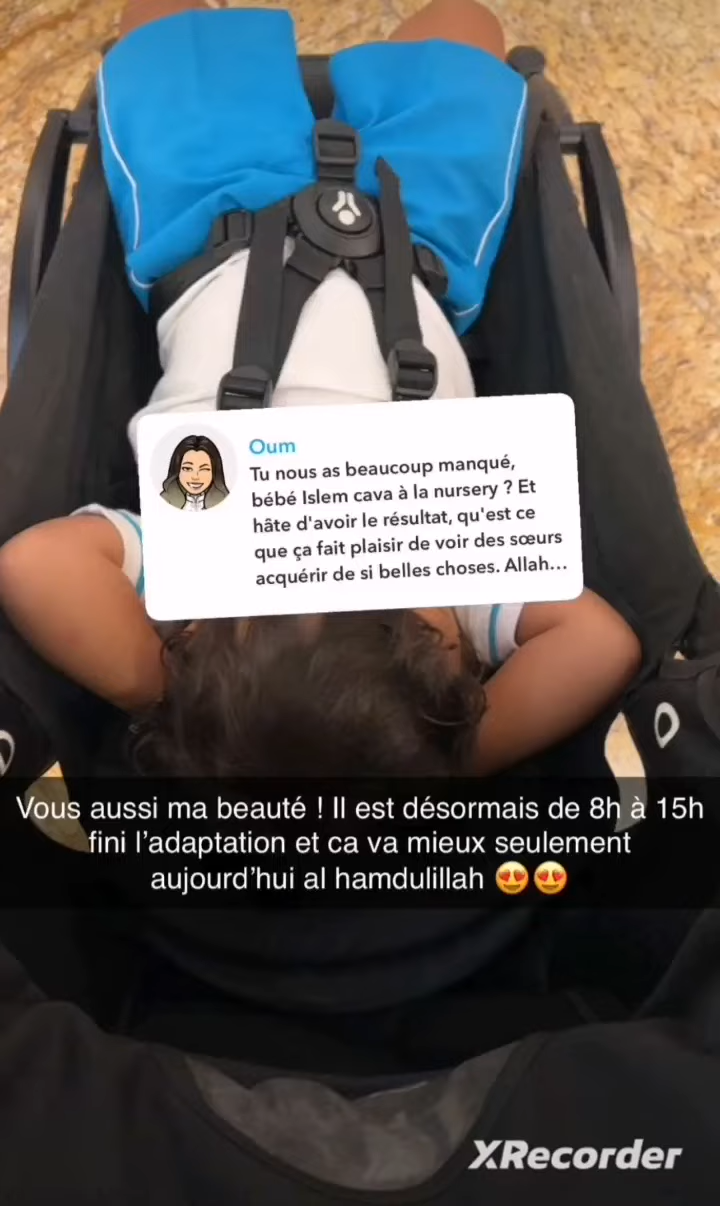 Oum
Tu nous as beaucoup manqué,
bébé Islem cava à la nursery ? Et
hâte d'avoir le résultat, qu'est ce
que ça fait plaisir de voir des sœurs
acquérir de si belles choses. Allah...
Vous aussi ma beauté ! Il est désormais de 8h à 15h
fini l’adaptation et ca va mieux seulement
aujourd’hui al hamdulillah 😍😍
XRecorder